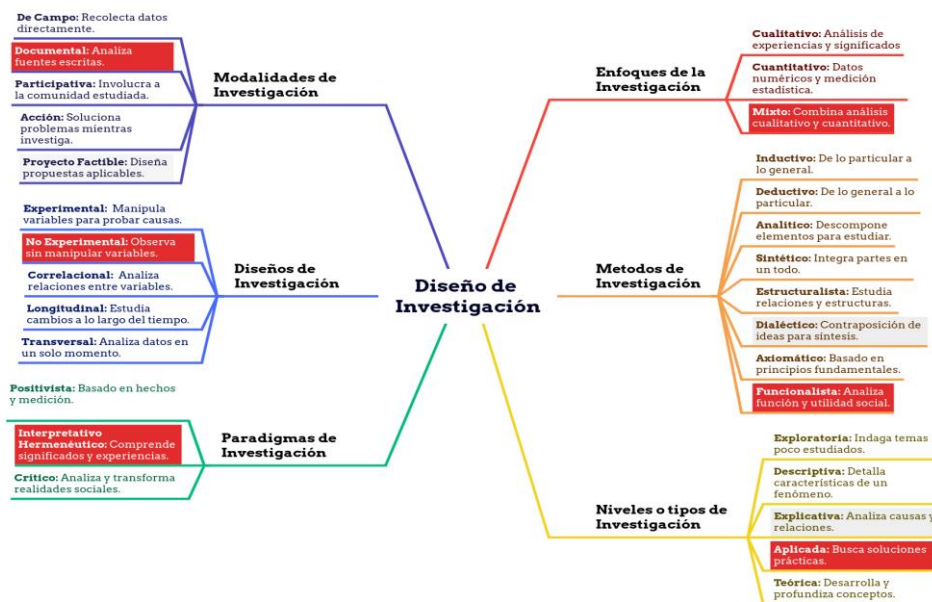 De Campo: Recolecta datos
directamente.
Documental: Analiza
fuentes escritas.
Participativa: Involucra a
la comunidad estudiada.
Acción: Soluciona
problemas mientras
investiga.
Proyecto Factible: Diseña
propuestas aplicables.
Modalidades de
Investigación
Experimental: Manipula
variables para probar causas.
No Experimental: Observa
sin manipular variables.
Correlacional: Analiza
relaciones entre variables.
Longitudinal: Estudia
cambios a lo largo del tiempo.
Transversal: Analiza datos en
un solo momento.
Diseños de
Investigación
Positivista: Basado en hechos
y medición.
Interpretativo
Hermenéutico: Comprende
significados y experiencias.
Crítico: Analiza y transforma
realidades sociales.
Paradigmas de
Investigación
Diseño de
Investigación
Enfoques de la
Investigación
Cualitativo: Análisis de
experiencias y significados
Cuantitativo: Datos
numéricos y medición
estadística.
Mixto: Combina análisis
cualitativo y cuantitativo.
Metodos de
Investigación
Inductivo: De lo particular a
lo general.
Deductivo: De lo general a lo
particular.
Analítico: Descompone
elementos para estudiar.
Sintético: Integra partes en
un todo.
Estructuralista: Estudia
relaciones y estructuras.
Dialéctico: Contraposición de
ideas para síntesis.
Axiomático: Basado en
principios fundamentales.
Funcionalista: Analiza
función y utilidad social.
Niveles o tipos de
Investigación
Exploratoria: Indaga temas
poco estudiados.
Descriptiva: Detalla
características de un
fenómeno.
Explicativa: Analiza causas y
relaciones.
Aplicada: Busca soluciones
prácticas.
Teórica: Desarrolla y
profundiza conceptos.